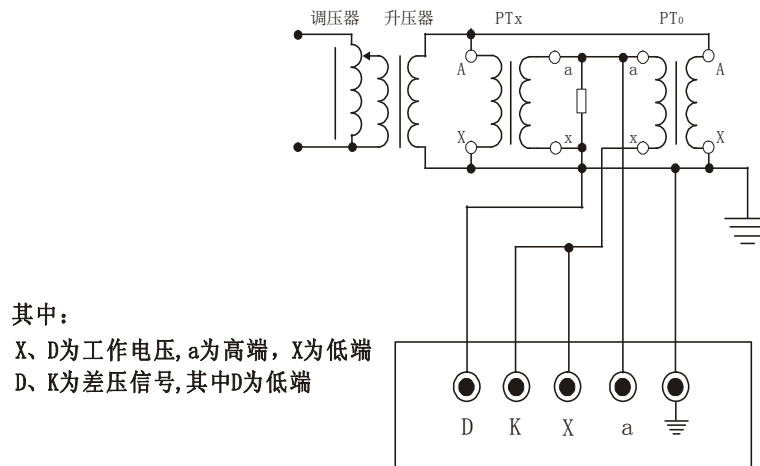 调压器 升压器 PTx PT₀
A a a A
X x x X
其中:
X、D为工作电压,a为高端，X为低端
D、K为差压信号,其中D为低端
D K X a